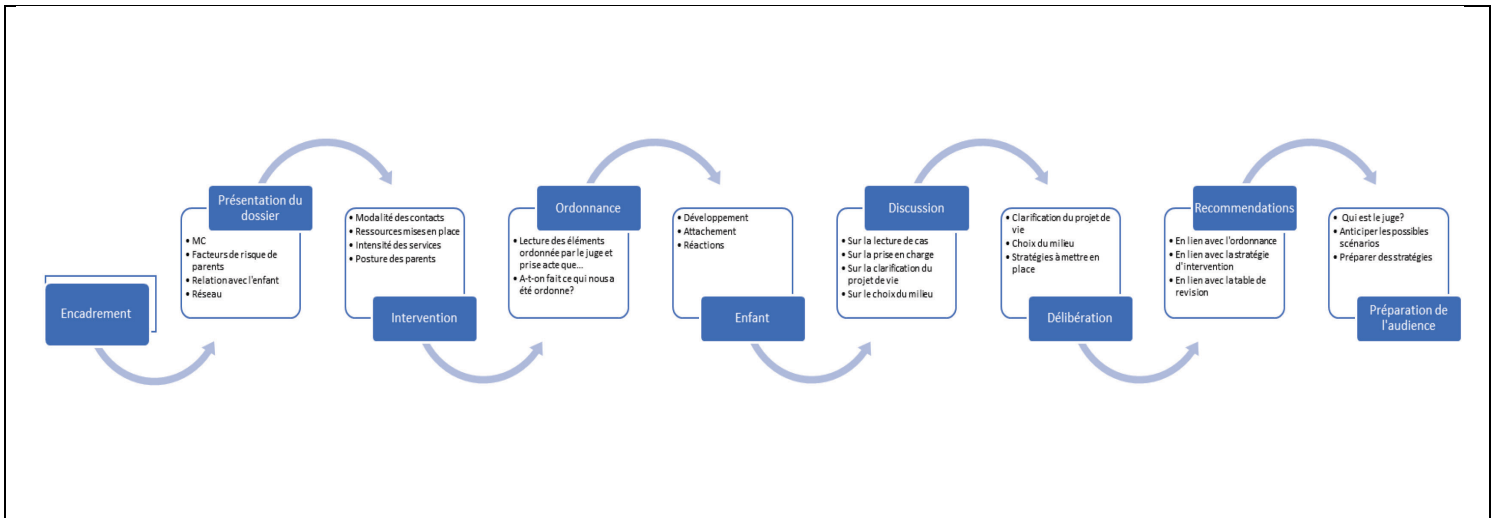 Encadrement
Présentation du
dossier
• MC
• Facteurs de risque de
parents
• Relation avec l'enfant
• Réseau
• Modalité des contacts
• Ressources mises en place
• Intensité des services
• Posture des parents
Intervention
Ordonnance
• Lecture des éléments
ordonnée par le juge et
prise acte que...
• A-t-on fait ce qui nous a
été ordonne?
• Développement
• Attachement
• Réactions
Enfant
Discussion
• Sur la lecture de cas
• Sur la prise en charge
• Sur la clarification du
projet de vie
• Sur le choix du milieu
• Clarification du projet de
vie
• Choix du milieu
• Stratégies à mettre en
place
Délibération
Recommendations
• En lien avec l'ordonnance
• En lien avec la stratégie
d'intervention
• En lien avec la table de
revision
• Qui est le juge?
• Anticiper les possibles
scénarios
• Préparer des stratégies
Préparation de
l'audience